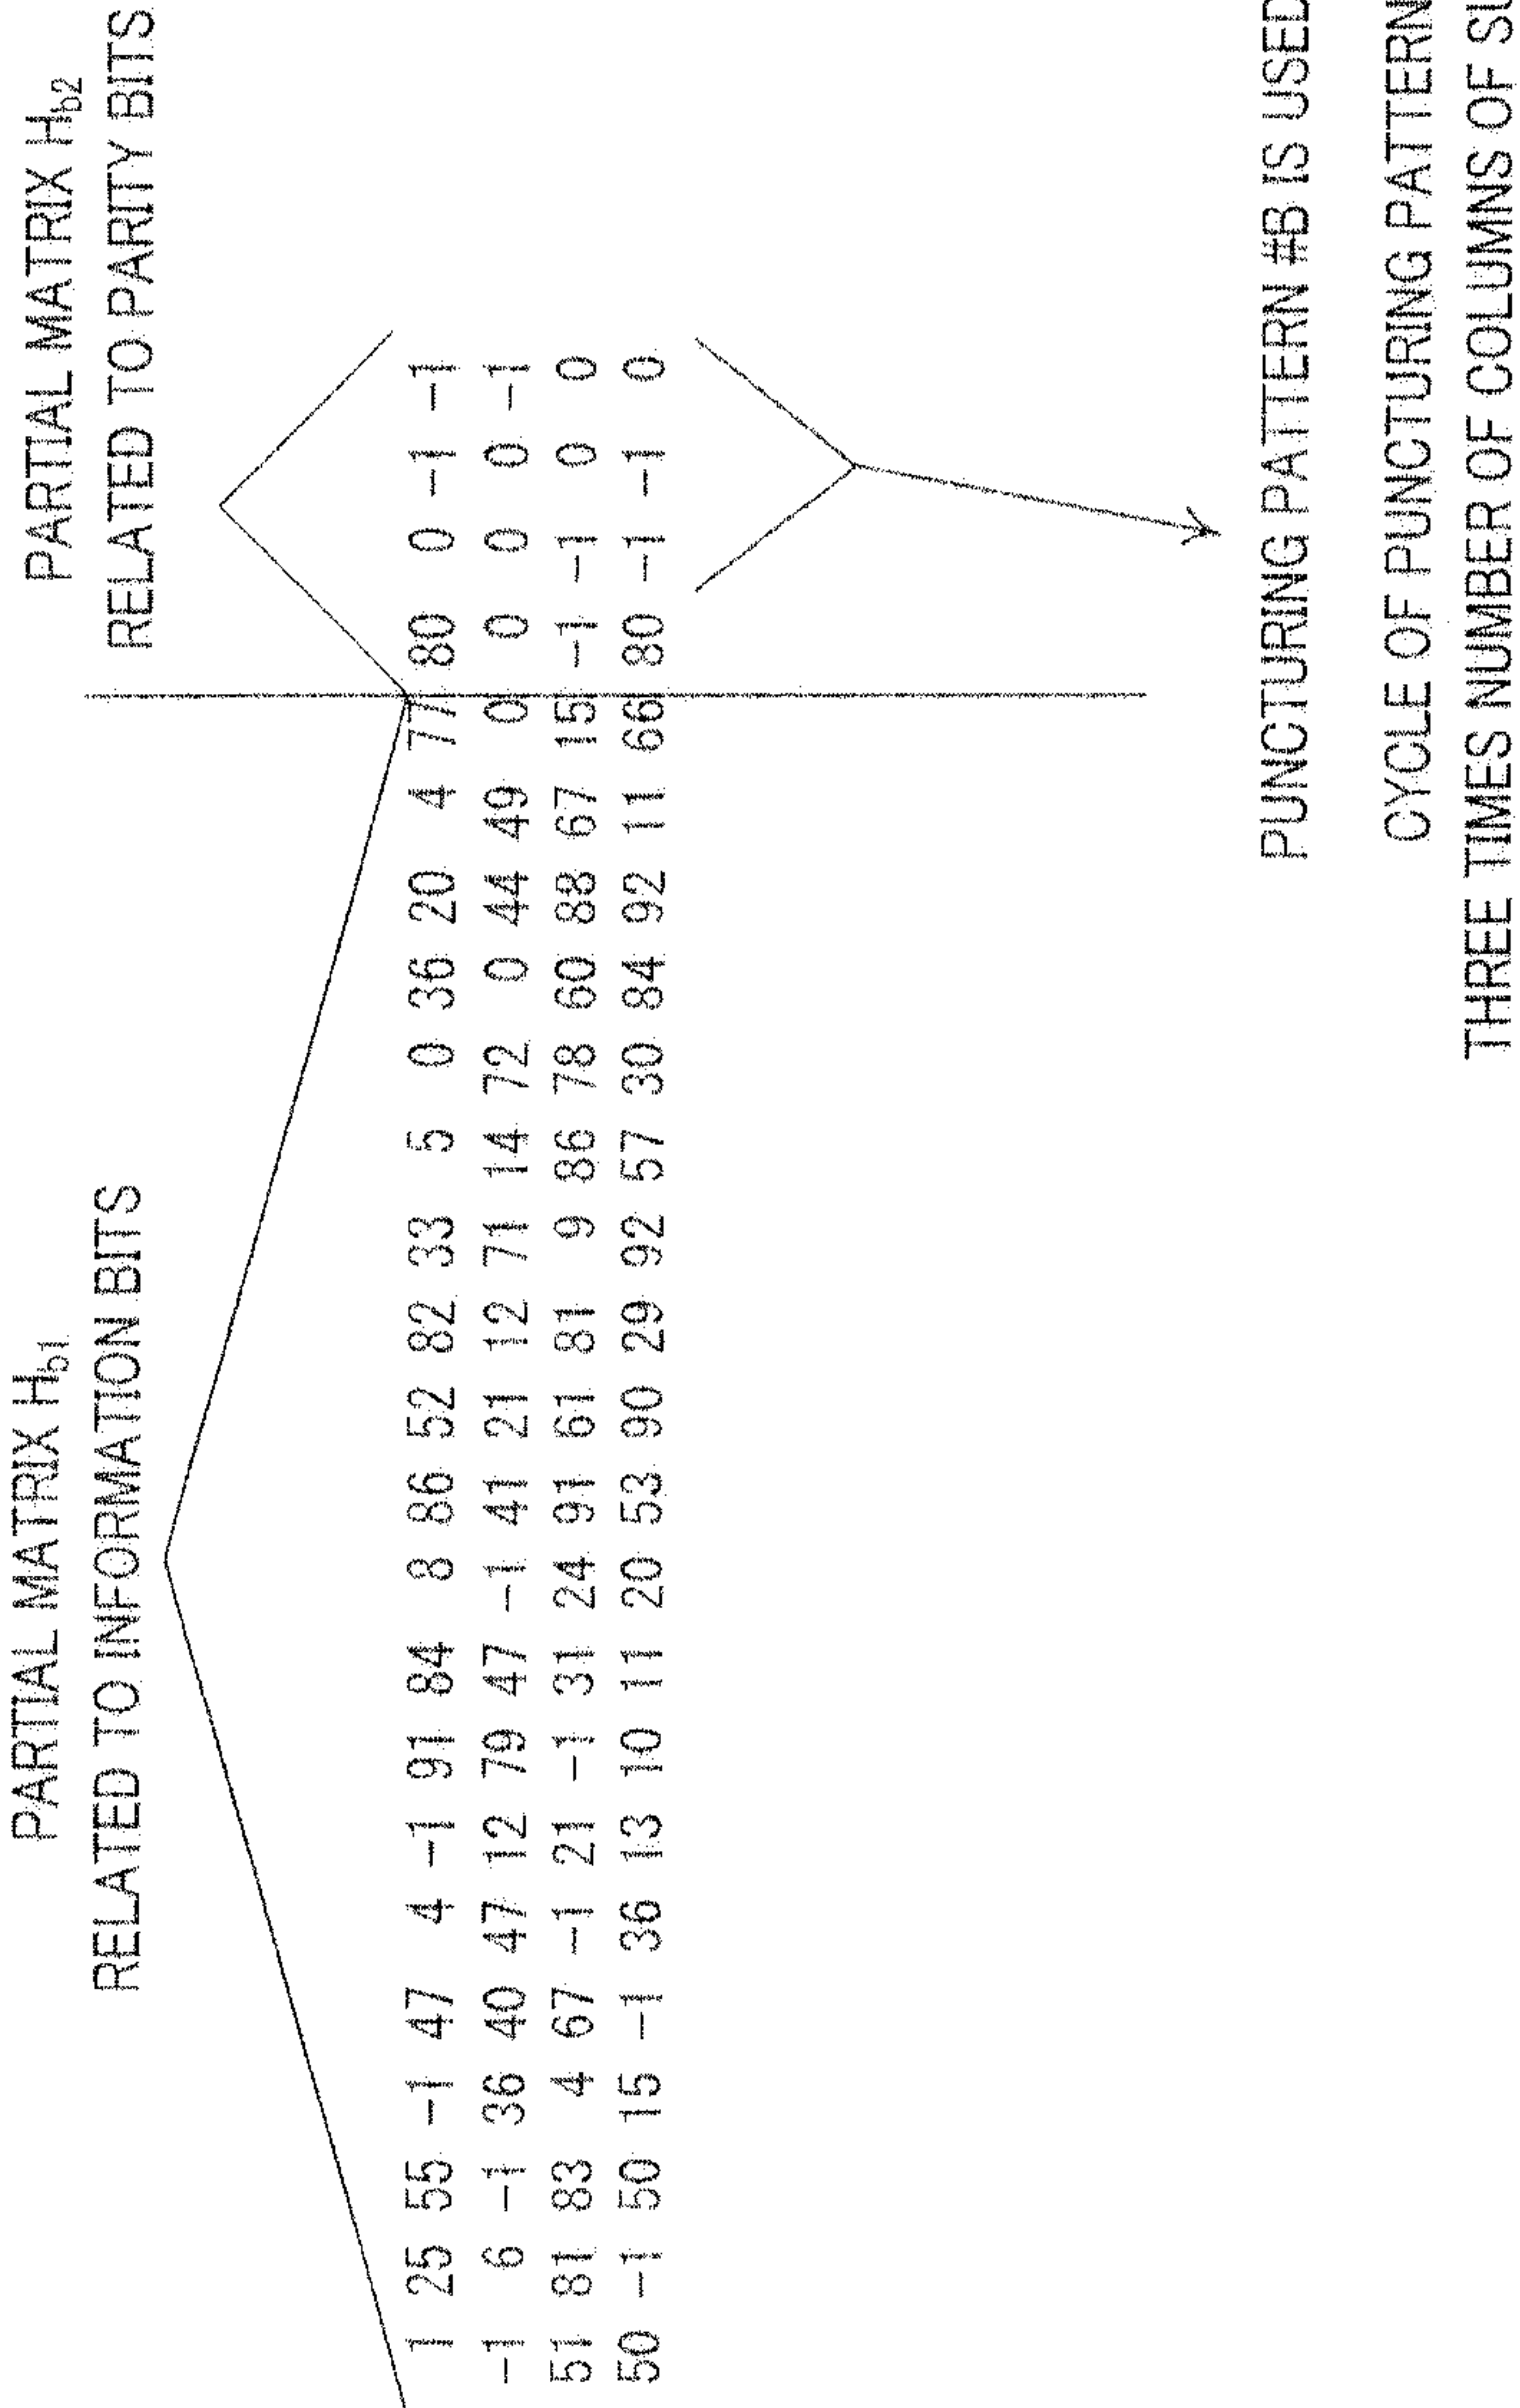 PARTIAL MATRIX Hb1
RELATED TO INFORMATION BITS
PARTIAL MATRIX Hb2
RELATED TO PARITY BITS
1 25 55 -1 47 4 -1 91 84 8 86 52 82 33 5 0 36 20 4 77 80 0 -1 -1
-1 6 -1 36 40 47 12 79 47 -1 41 21 12 71 14 72 0 44 49 0 0 0 0 -1
51 81 83 4 67 -1 21 -1 31 24 91 61 81 9 86 78 60 88 67 15 -1 -1 0 0
50 -1 50 15 -1 36 13 10 11 20 53 90 29 92 57 30 84 92 11 66 80 -1 -1 0
PUNCTURING PATTERN #B IS USED
CYCLE OF PUNCTURING PATTERN
THREE TIMES NUMBER OF COLUMNS OF